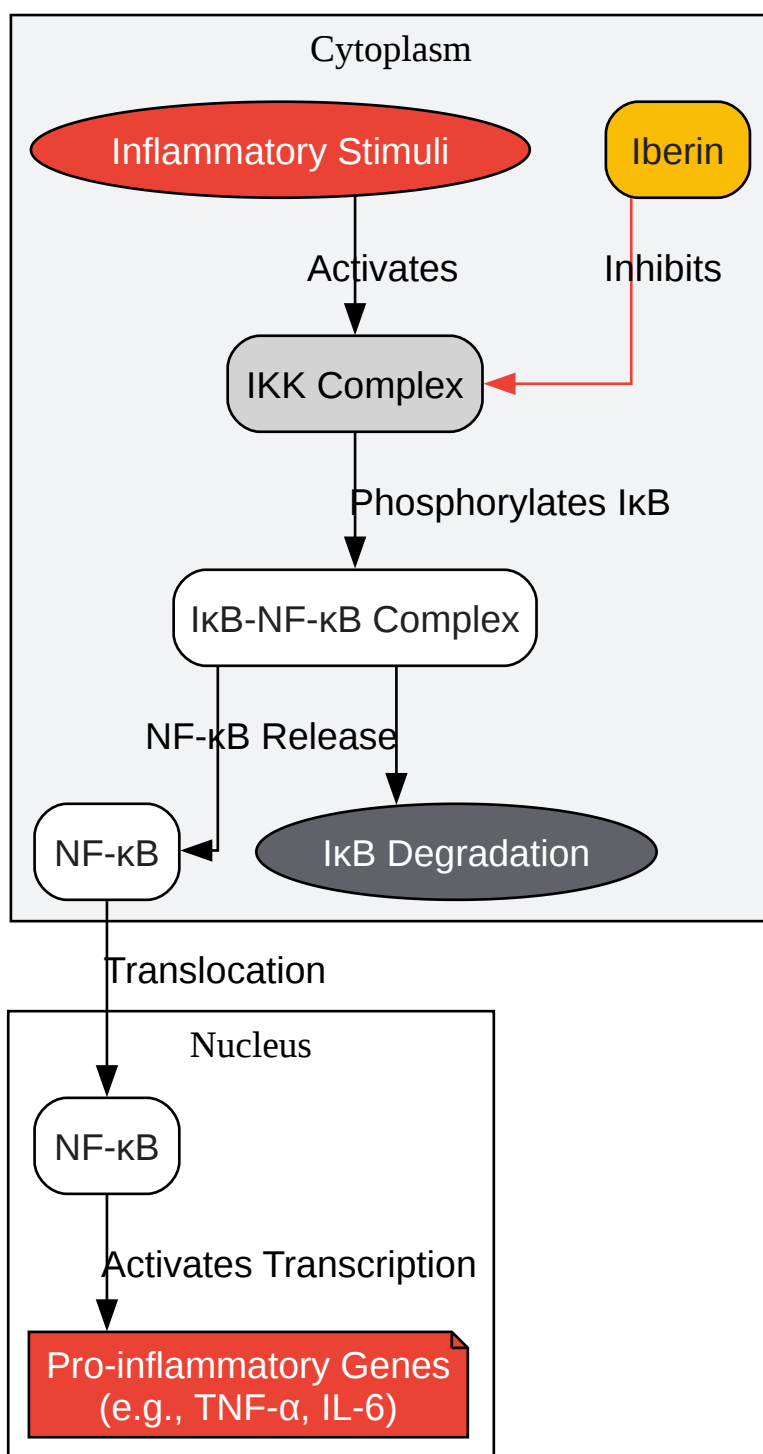 Cytoplasm
Inflammatory Stimuli
Iberin
Activates
Inhibits
IKK Complex
Phosphorylates IκB
IκB-NF-κB Complex
NF-κB Release
NF-κB
IκB Degradation
Translocation
Nucleus
NF-κB
Activates Transcription
Pro-inflammatory Genes
(e.g., TNF-α, IL-6)